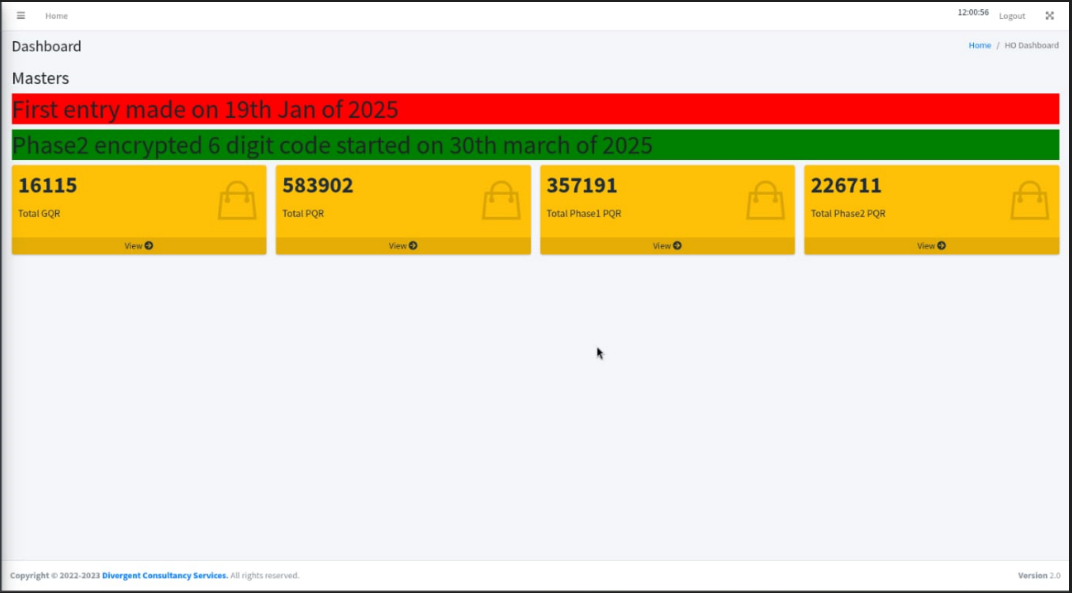 Home
12:00:56 Logout
Dashboard
Home / HO Dashboard
Masters
First entry made on 19th Jan of 2025
Phase2 encrypted 6 digit code started on 30th march of 2025
16115
Total GQR
View
583902
Total PQR
View
357191
Total Phase1 PQR
View
226711
Total Phase2 PQR
View
Copyright © 2022-2023 Divergent Consultancy Services. All rights reserved.
Version 2.0